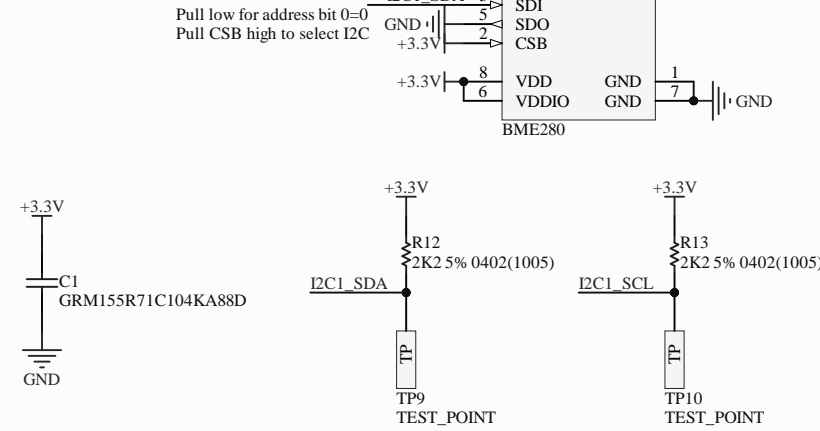 SDI
Pull low for address bit 0=0
GND 5 SDO
Pull CSB high to select I2C
+3.3V 2 CSB
+3.3V 8 VDD GND 1
6 VDDIO GND 7 GND
BME280
+3.3V +3.3V +3.3V
R12 R13
2K2 5% 0402(1005) 2K2 5% 0402(1005)
C1 I2C1_SDA I2C1_SCL
GRM155R71C104KA88D
TP TP
GND
TP9 TP10
TEST_POINT TEST_POINT